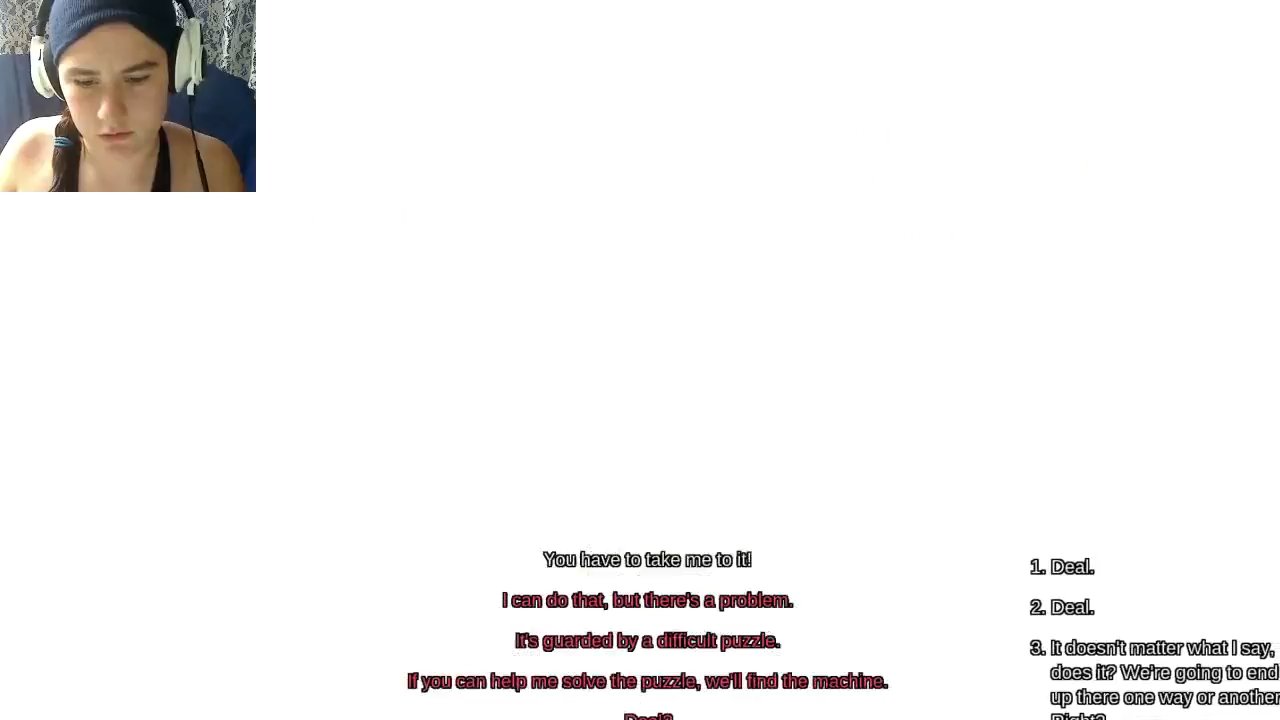 You have to take me to it!
I can do that, but there's a problem.
It's guarded by a difficult puzzle.
If you can help me solve the puzzle, we'll find the machine.
Deal?
1. Deal.
2. Deal.
3. It doesn't matter what I say,
does it? We're going to end
up there one way or another
Right?